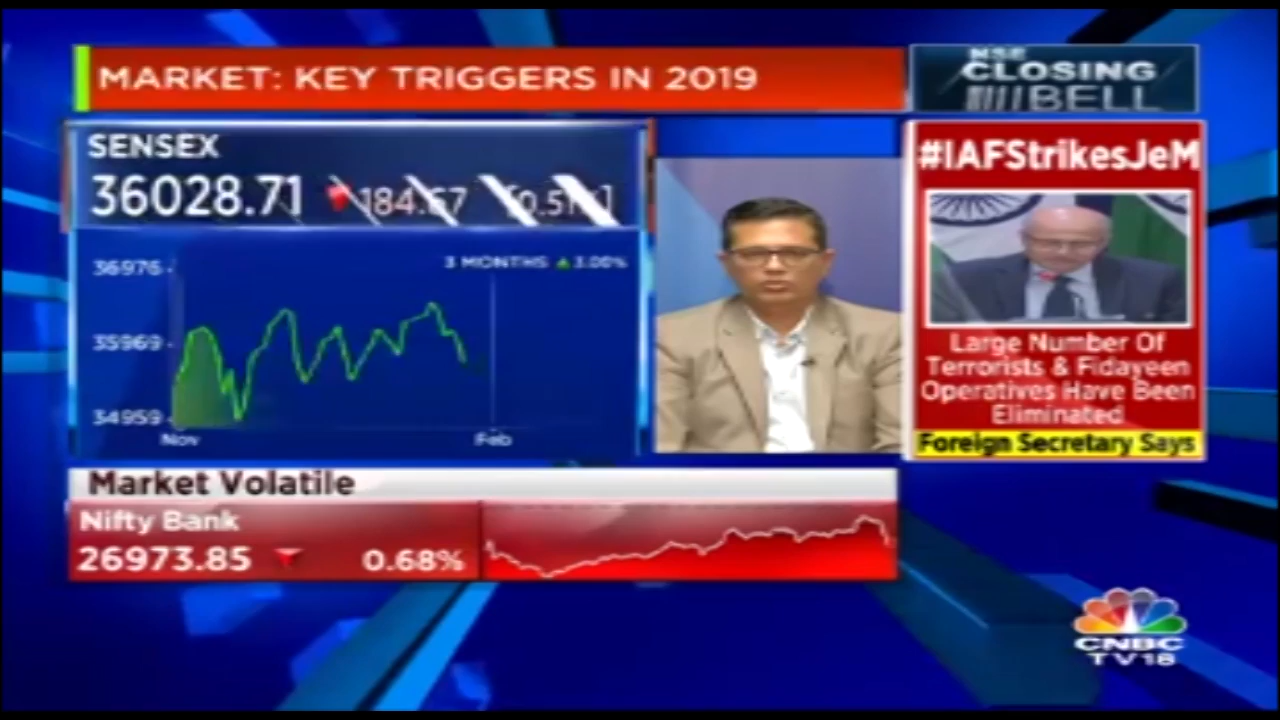 MARKET: KEY TRIGGERS IN 2019
NSE
CLOSING
BELL
SENSEX
36028.71
36976
3 MONTHS ▲ 3.00%
35969
34959
Nov
Feb
#IAFStrikesJeM
Large Number Of
Terrorists & Fidayeen
Operatives Have Been
Eliminated
Foreign Secretary Says
Market Volatile
Nifty Bank
26973.85 ▼ 0.68%
CNBC
TV18